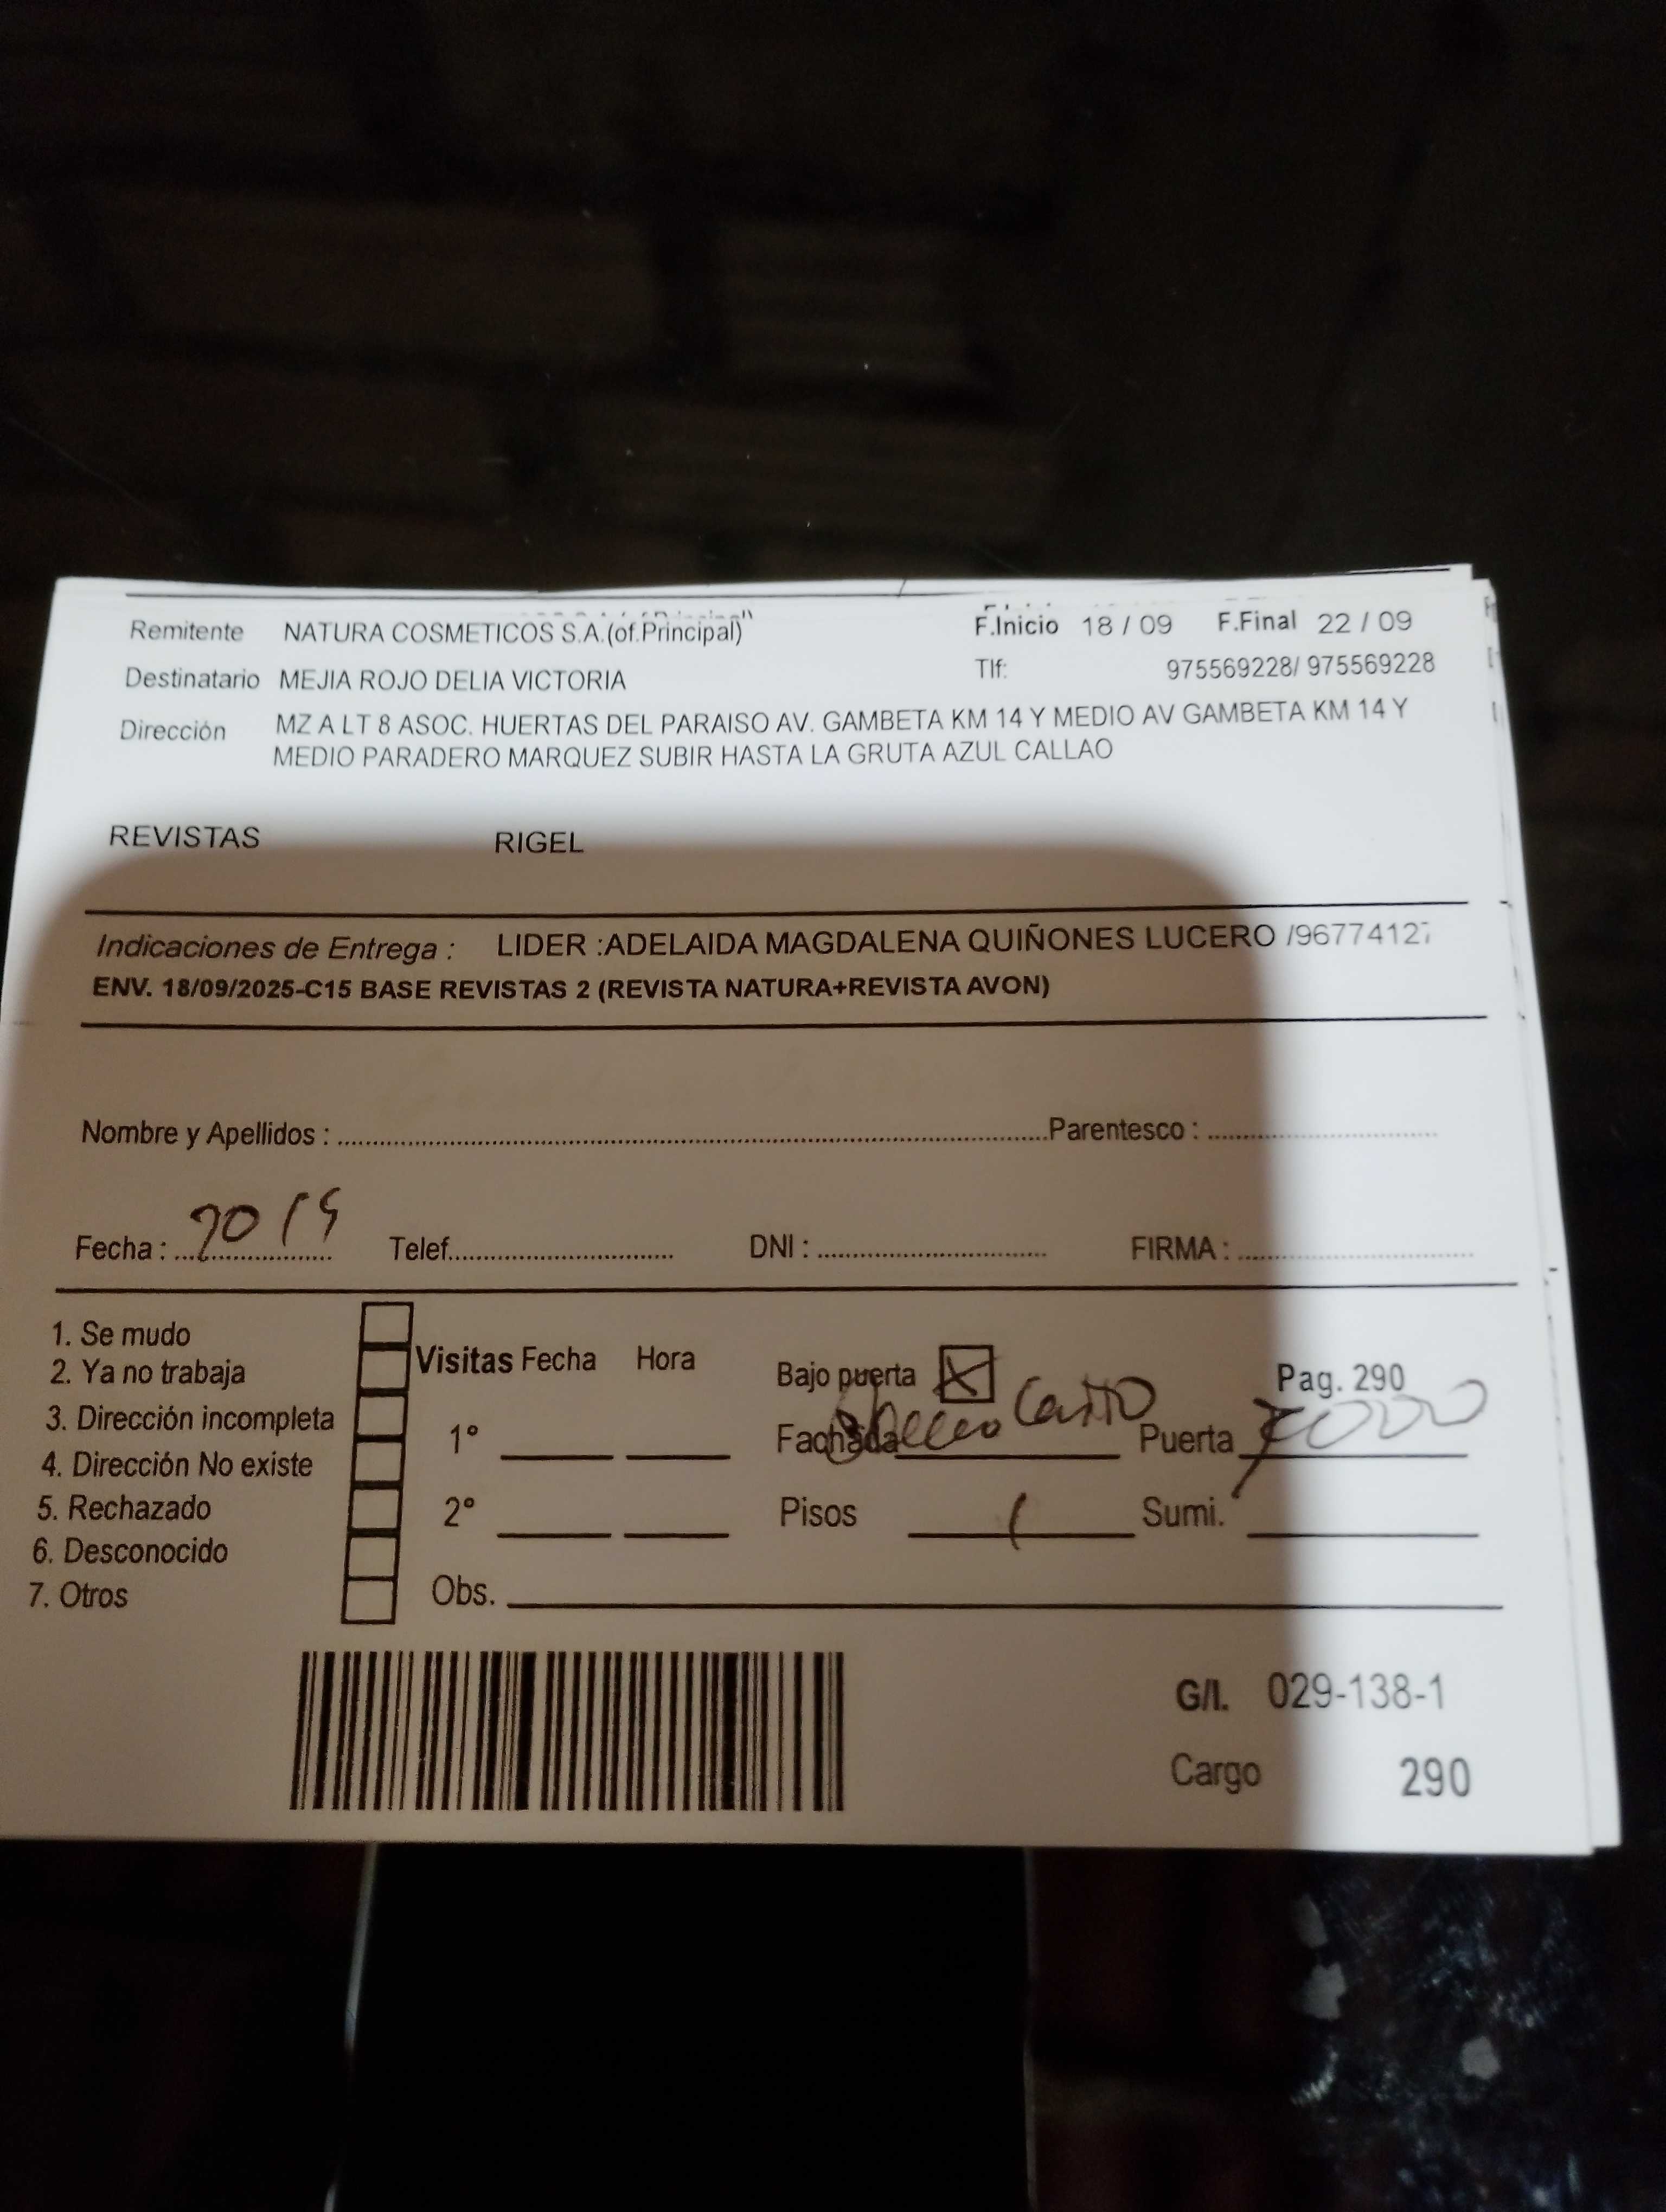 Remitente NATURA COSMETICOS S.A.(of.Principal) F.Inicio 18 / 09 F.Final 22 / 09
Destinatario MEJIA ROJO DELIA VICTORIA Tlf: 975569228/ 975569228
Dirección MZ A LT 8 ASOC. HUERTAS DEL PARAISO AV. GAMBETA KM 14 Y MEDIO AV GAMBETA KM 14 Y
MEDIO PARADERO MARQUEZ SUBIR HASTA LA GRUTA AZUL CALLAO
REVISTAS RIGEL
Indicaciones de Entrega : LIDER :ADELAIDA MAGDALENA QUIÑONES LUCERO /96774127
ENV. 18/09/2025-C15 BASE REVISTAS 2 (REVISTA NATURA+REVISTA AVON)
Nombre y Apellidos : Parentesco :
Fecha : Telef. DNI : FIRMA :
1. Se mudo
2. Ya no trabaja
3. Dirección incompleta
4. Dirección No existe
5. Rechazado
6. Desconocido
7. Otros
Visitas Fecha Hora
1°
2°
Obs.
Bajo puerta Pag. 290
Fachada Puerta
Pisos 1 Sumi.
G/I. 029-138-1
Cargo 290